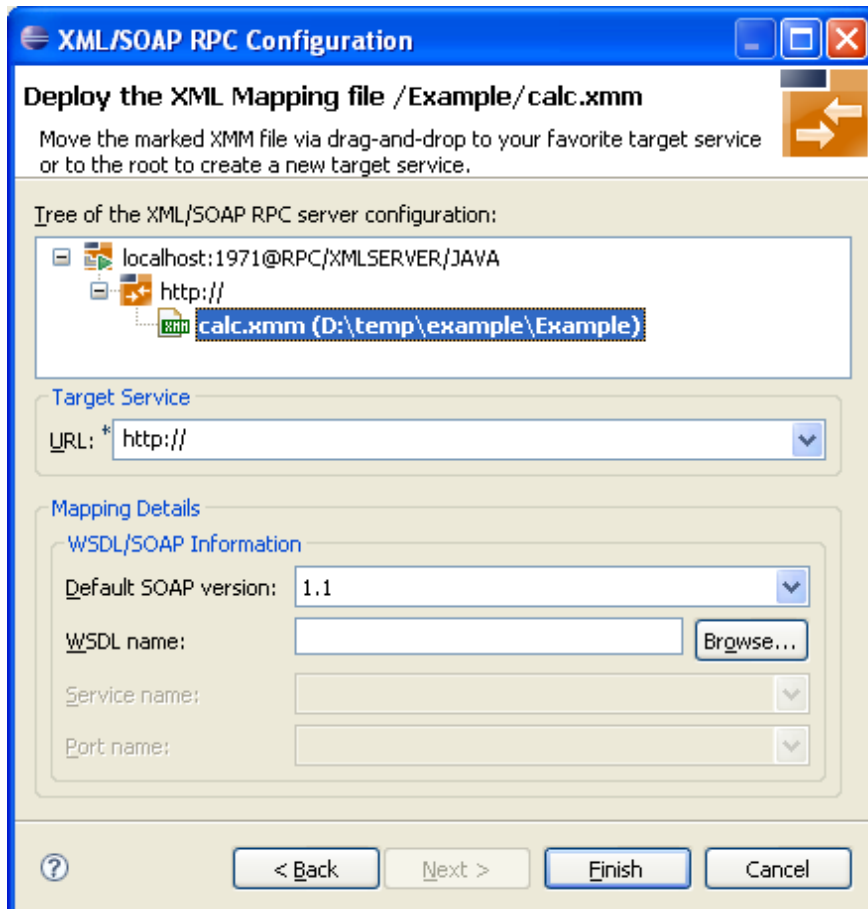 XML/SOAP RPC Configuration
Deploy the XML Mapping file /Example/calc.xmm
Move the marked XMM file via drag-and-drop to your favorite target service
or to the root to create a new target service.
Tree of the XML/SOAP RPC server configuration:
localhost:1971@RPC/XMLSERVER/JAVA
http://
XMM calc.xmm (D:\temp\example\Example)
Target Service
URL: * http://
Mapping Details
WSDL/SOAP Information
Default SOAP version: 1.1
WSDL name: Browse...
Service name:
Port name:
? < Back Next > Finish Cancel